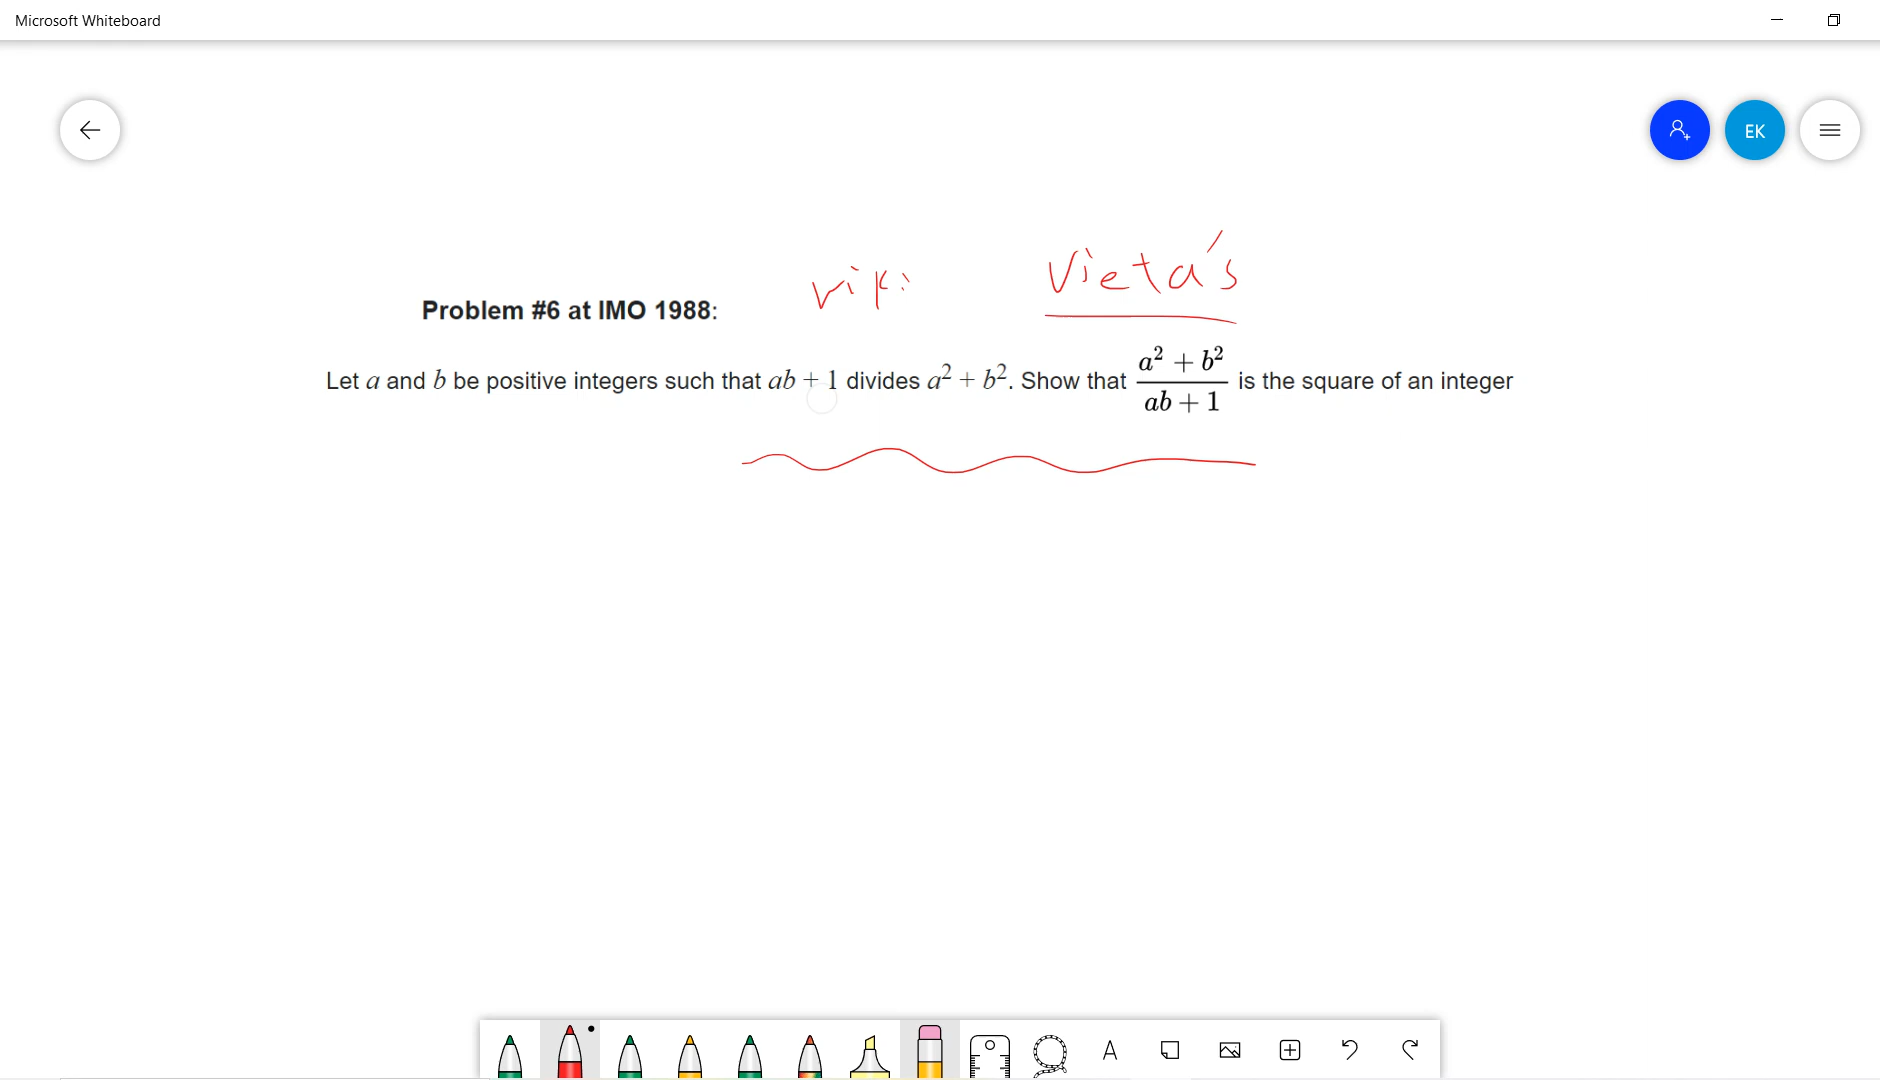 Microsoft Whiteboard
EK
viki
Vieta's
Problem #6 at IMO 1988:
Let a and b be positive integers such that ab + 1 divides a² + b². Show that (a² + b²)/(ab + 1) is the square of an integer
A